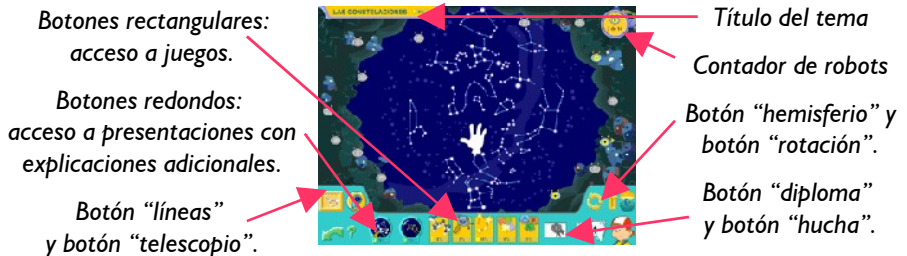 Botones rectangulares:
acceso a juegos.
Botones redondos:
acceso a presentaciones con
explicaciones adicionales.
Botón “líneas”
y botón “telescopio”.
LAS CONSTELACIONES
Título del tema
Contador de robots
Botón “hemisferio” y
botón “rotación”.
Botón “diploma”
y botón “hucha”.